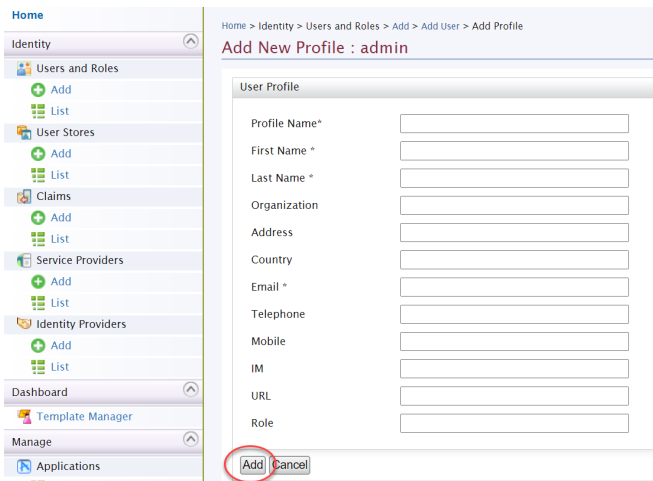 Home
Identity
Users and Roles
Add
List
User Stores
Add
List
Claims
Add
List
Service Providers
Add
List
Identity Providers
Add
List
Dashboard
Template Manager
Manage
Applications
Home > Identity > Users and Roles > Add > Add User > Add Profile
Add New Profile : admin
User Profile
Profile Name*
First Name *
Last Name *
Organization
Address
Country
Email *
Telephone
Mobile
IM
URL
Role
Add Cancel